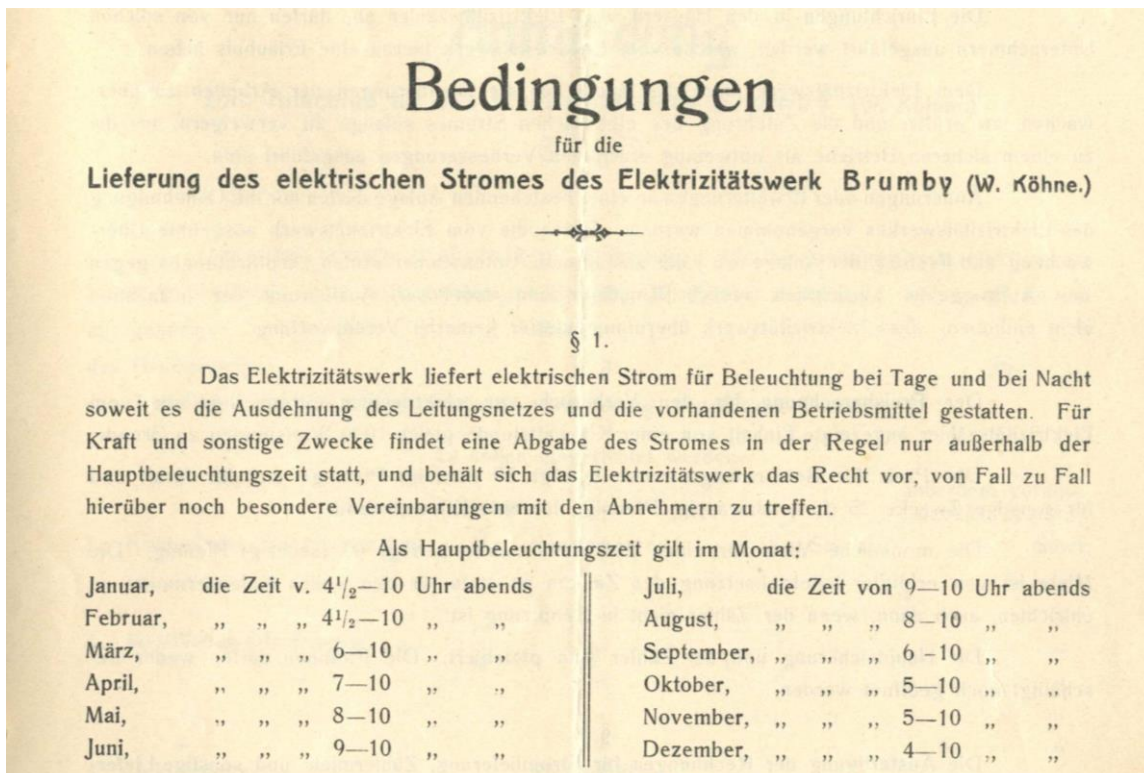 Bedingungen
für die
Lieferung des elektrischen Stromes des Elektrizitätswerk Brumby (W. Köhne.)
§ 1.
Das Elektrizitätswerk liefert elektrischen Strom für Beleuchtung bei Tage und bei Nacht
soweit es die Ausdehnung des Leitungsnetzes und die vorhandenen Betriebsmittel gestatten. Für
Kraft und sonstige Zwecke findet eine Abgabe des Stromes in der Regel nur außerhalb der
Hauptbeleuchtungszeit statt, und behält sich das Elektrizitätswerk das Recht vor, von Fall zu Fall
hierüber noch besondere Vereinbarungen mit den Abnehmern zu treffen.
Als Hauptbeleuchtungszeit gilt im Monat:
Januar, die Zeit v. 4½—10 Uhr abends
Februar, „ „ „ 4½—10 „ „
März, „ „ „ 6—10 „ „
April, „ „ „ 7—10 „ „
Mai, „ „ „ 8—10 „ „
Juni, „ „ „ 9—10 „ „
Juli, die Zeit von 9—10 Uhr abends
August, „ „ „ 8—10 „ „
September, „ „ „ 6—10 „ „
Oktober, „ „ „ 5—10 „ „
November, „ „ „ 5—10 „ „
Dezember, „ „ „ 4—10 „ „